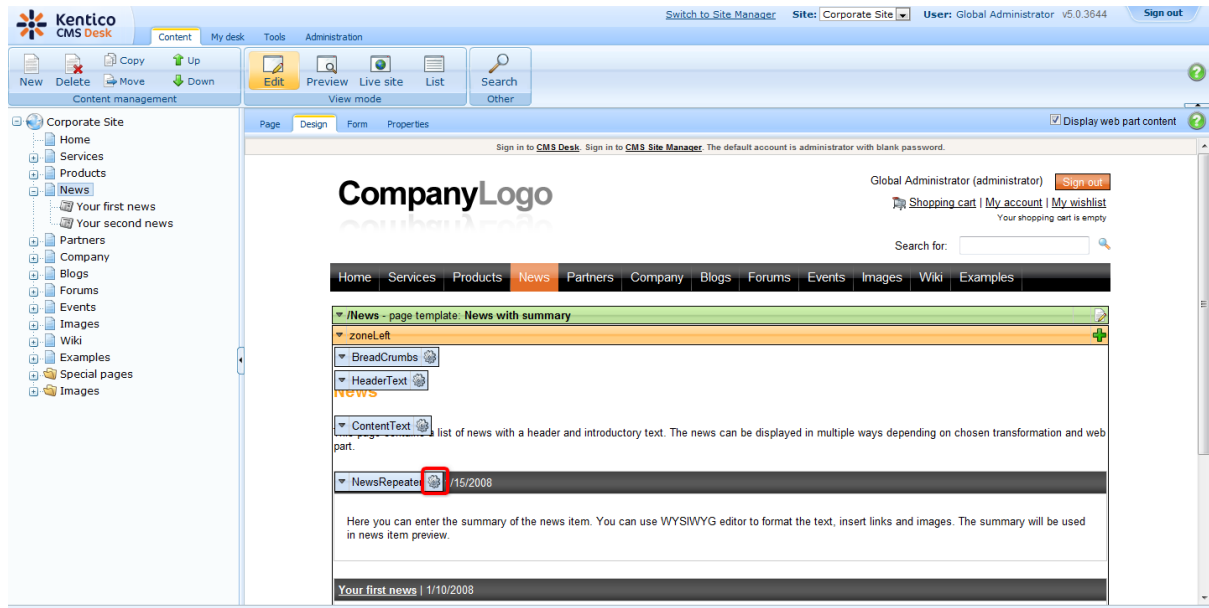 Kentico
CMS Desk
Switch to Site Manager Site: Corporate Site User: Global Administrator v5.0.3644 Sign out
Content My desk Tools Administration
New Delete Copy Move Up Down
Content management
Edit Preview Live site List
View mode
Search
Other
Corporate Site
Home
Services
Products
News
Your first news
Your second news
Partners
Company
Blogs
Forums
Events
Images
Wiki
Examples
Special pages
Images
Page Design Form Properties Display web part content
Sign in to CMS Desk. Sign in to CMS Site Manager. The default account is administrator with blank password.
CompanyLogo
Global Administrator (administrator) Sign out
Shopping cart | My account | My wishlist
Your shopping cart is empty
Search for:
Home Services Products News Partners Company Blogs Forums Events Images Wiki Examples
/News - page template: News with summary
zoneLeft
BreadCrumbs
HeaderText
News
ContentText
list of news with a header and introductory text. The news can be displayed in multiple ways depending on chosen transformation and web
part.
NewsRepeater /15/2008
Here you can enter the summary of the news item. You can use WYSIWYG editor to format the text, insert links and images. The summary will be used
in news item preview.
Your first news | 1/10/2008